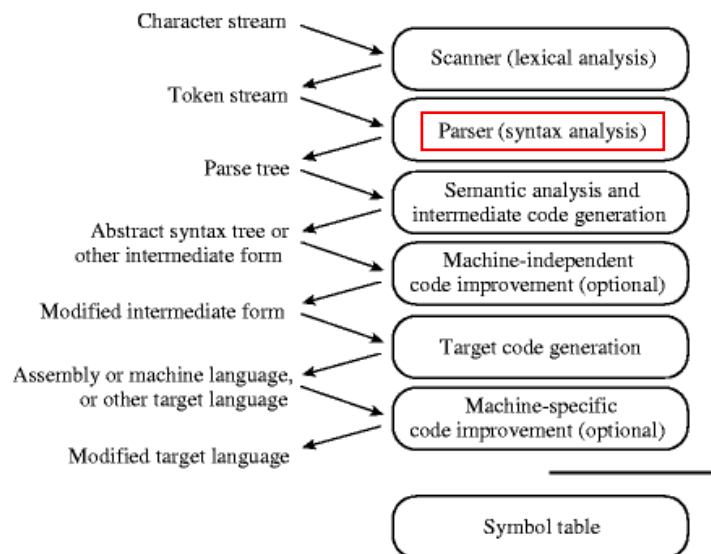 Character stream
Scanner (lexical analysis)
Token stream
Parser (syntax analysis)
Parse tree
Semantic analysis and
intermediate code generation
Abstract syntax tree or
other intermediate form
Machine-independent
code improvement (optional)
Modified intermediate form
Target code generation
Assembly or machine language,
or other target language
Machine-specific
code improvement (optional)
Modified target language
Symbol table